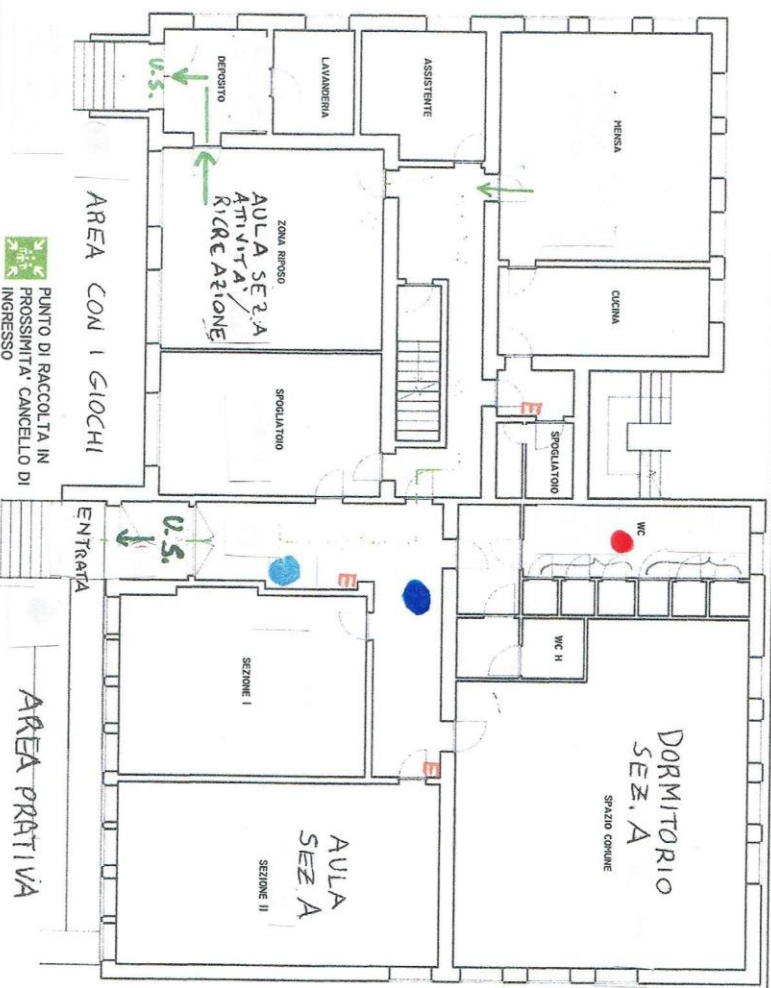 MENSA
CUCINA
ASSISTENTE
LAVANDERIA
DEPOSITO
U.S.
ZONA RIPOSO
AULA SEZ.A
ATTIVITA'/
RICREAZIONE
SPOGLIATOIO
E
SPOGLIATOIO
AREA CON I GIOCHI
PUNTO DI RACCOLTA IN
PROSSIMITA' CANCELLO DI
INGRESSO
WC
WC H
E
U.S.
ENTRATA
SEZIONE I
E
DORMITORIO
SEZ. A
SPAZIO COMUNE
AULA
SEZ A
SEZIONE II
AREA PRATIVA